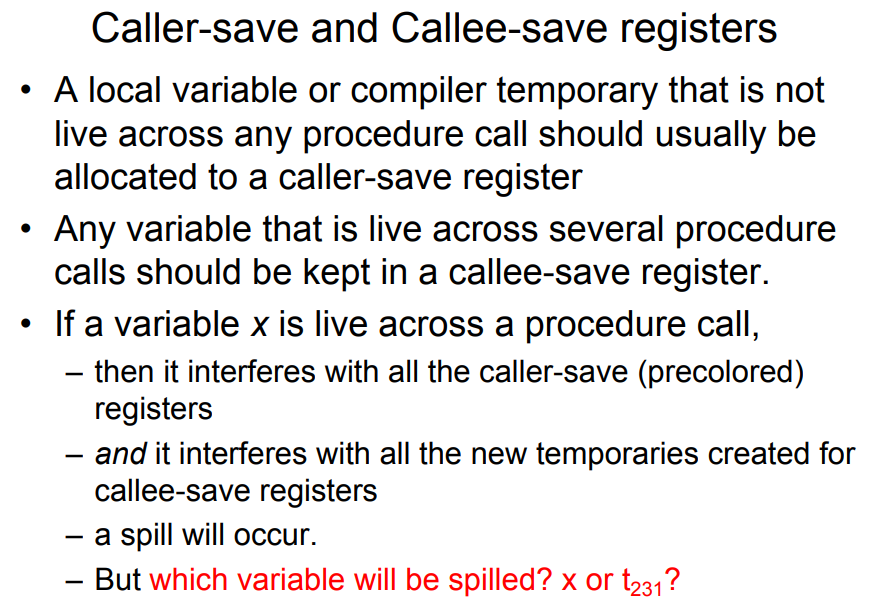 Caller-save and Callee-save registers
• A local variable or compiler temporary that is not
live across any procedure call should usually be
allocated to a caller-save register
• Any variable that is live across several procedure
calls should be kept in a callee-save register.
• If a variable x is live across a procedure call,
– then it interferes with all the caller-save (precolored)
registers
– and it interferes with all the new temporaries created for
callee-save registers
– a spill will occur.
– But which variable will be spilled? x or t₂₃₁?